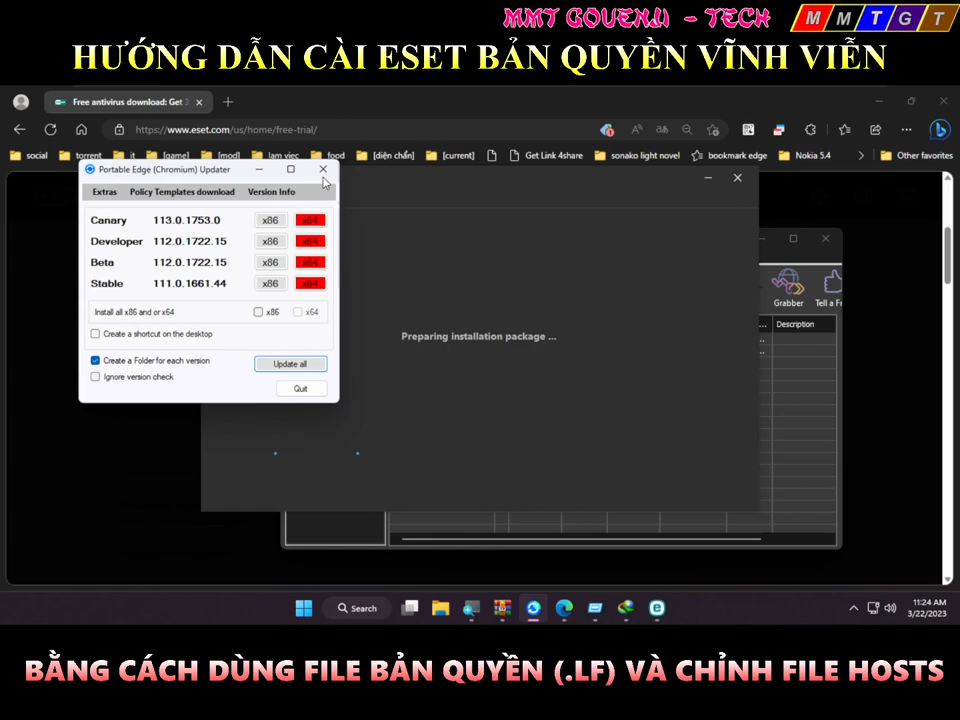 MMT GOUENJI - TECH
M M T G T
HƯỚNG DẪN CÀI ESET BẢN QUYỀN VĨNH VIỄN
Free antivirus download: Get
https://www.eset.com/us/home/free-trial/
social
torrent
it
[game]
[mod]
lam viec
food
[diện chẩn]
[current]
Get Link 4share
sonako light novel
bookmark edge
Nokia 5.4
Other favorites
Portable Edge (Chromium) Updater
Extras Policy Templates download Version Info
Canary 113.0.1753.0 x86 x64
Developer 112.0.1722.15 x86 x64
Beta 112.0.1722.15 x86 x64
Stable 111.0.1661.44 x86 x64
Install all x86 and or x64 x86 x64
Create a shortcut on the desktop
Create a Folder for each version Update all
Ignore version check
Quit
Preparing installation package ...
Grabber
Tell a Fr
Description
Search
11:24 AM
3/22/2023
BẰNG CÁCH DÙNG FILE BẢN QUYỀN (.LF) VÀ CHỈNH FILE HOSTS